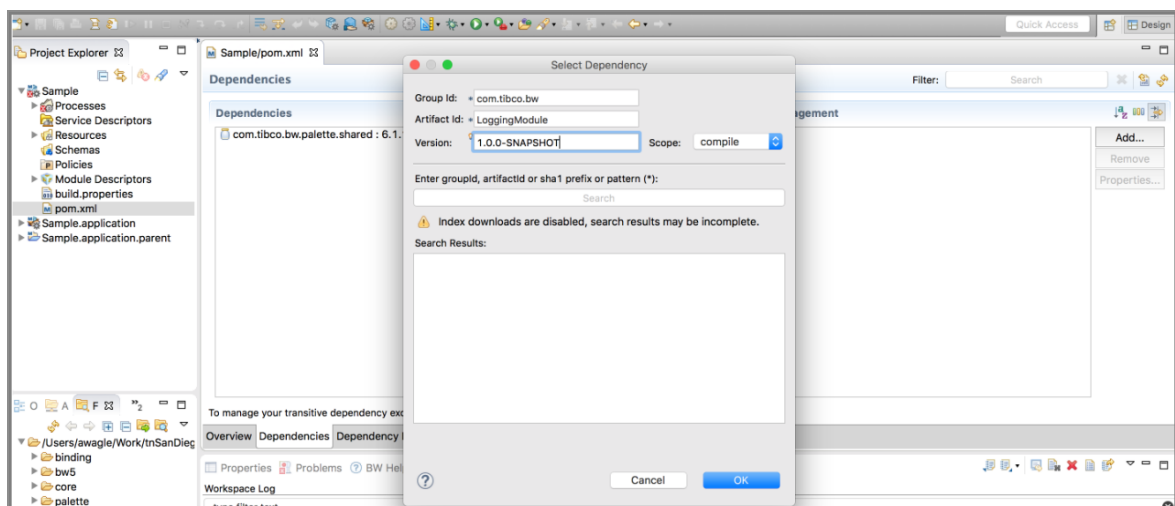 Quick Access
Design
Project Explorer
Sample
Processes
Service Descriptors
Resources
Schemas
Policies
Module Descriptors
build.properties
pom.xml
Sample.application
Sample.application.parent
Sample/pom.xml
Dependencies
Filter: Search
Dependencies
agement
com.tibco.bw.palette.shared : 6.1.
Add...
Remove
Properties...
Select Dependency
Group Id: * com.tibco.bw
Artifact Id: * LoggingModule
Version: 1.0.0-SNAPSHOT Scope: compile
Enter groupId, artifactId or sha1 prefix or pattern (*):
Search
Index downloads are disabled, search results may be incomplete.
Search Results:
Cancel OK
To manage your transitive dependency exc
Overview Dependencies Dependency
Properties Problems BW Hel
Workspace Log
O A F 2
/Users/awagle/Work/tnSanDieg
binding
bw5
core
palette